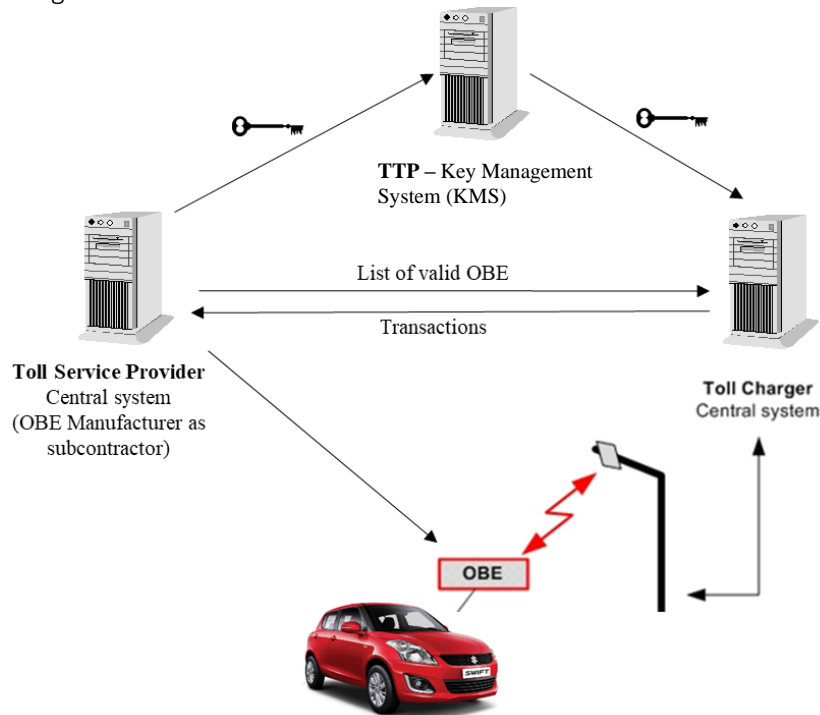 TTP – Key Management
System (KMS)
List of valid OBE
Transactions
Toll Service Provider
Central system
(OBE Manufacturer as
subcontractor)
Toll Charger
Central system
OBE
SWIFT